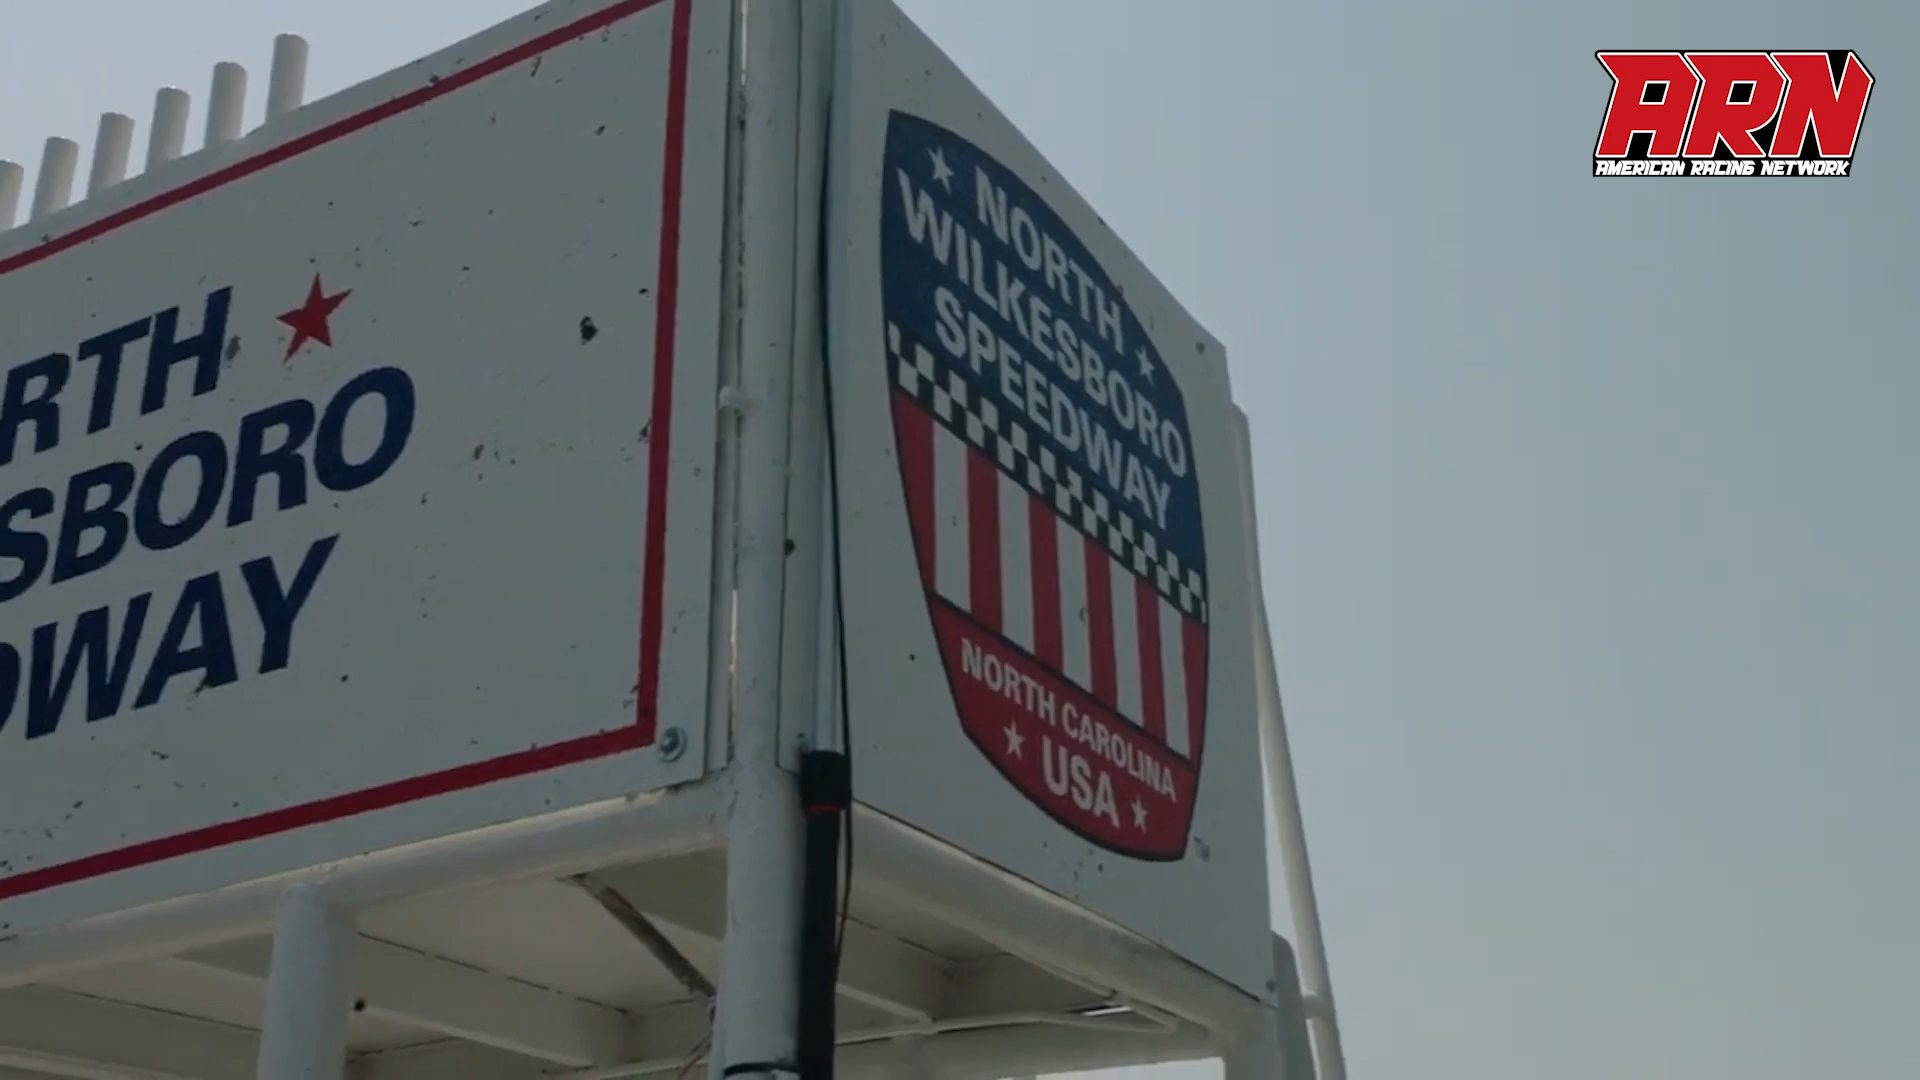 RTH
SBORO
DWAY
NORTH
WILKESBORO
SPEEDWAY
NORTH CAROLINA
USA
ARN
AMERICAN RACING NETWORK